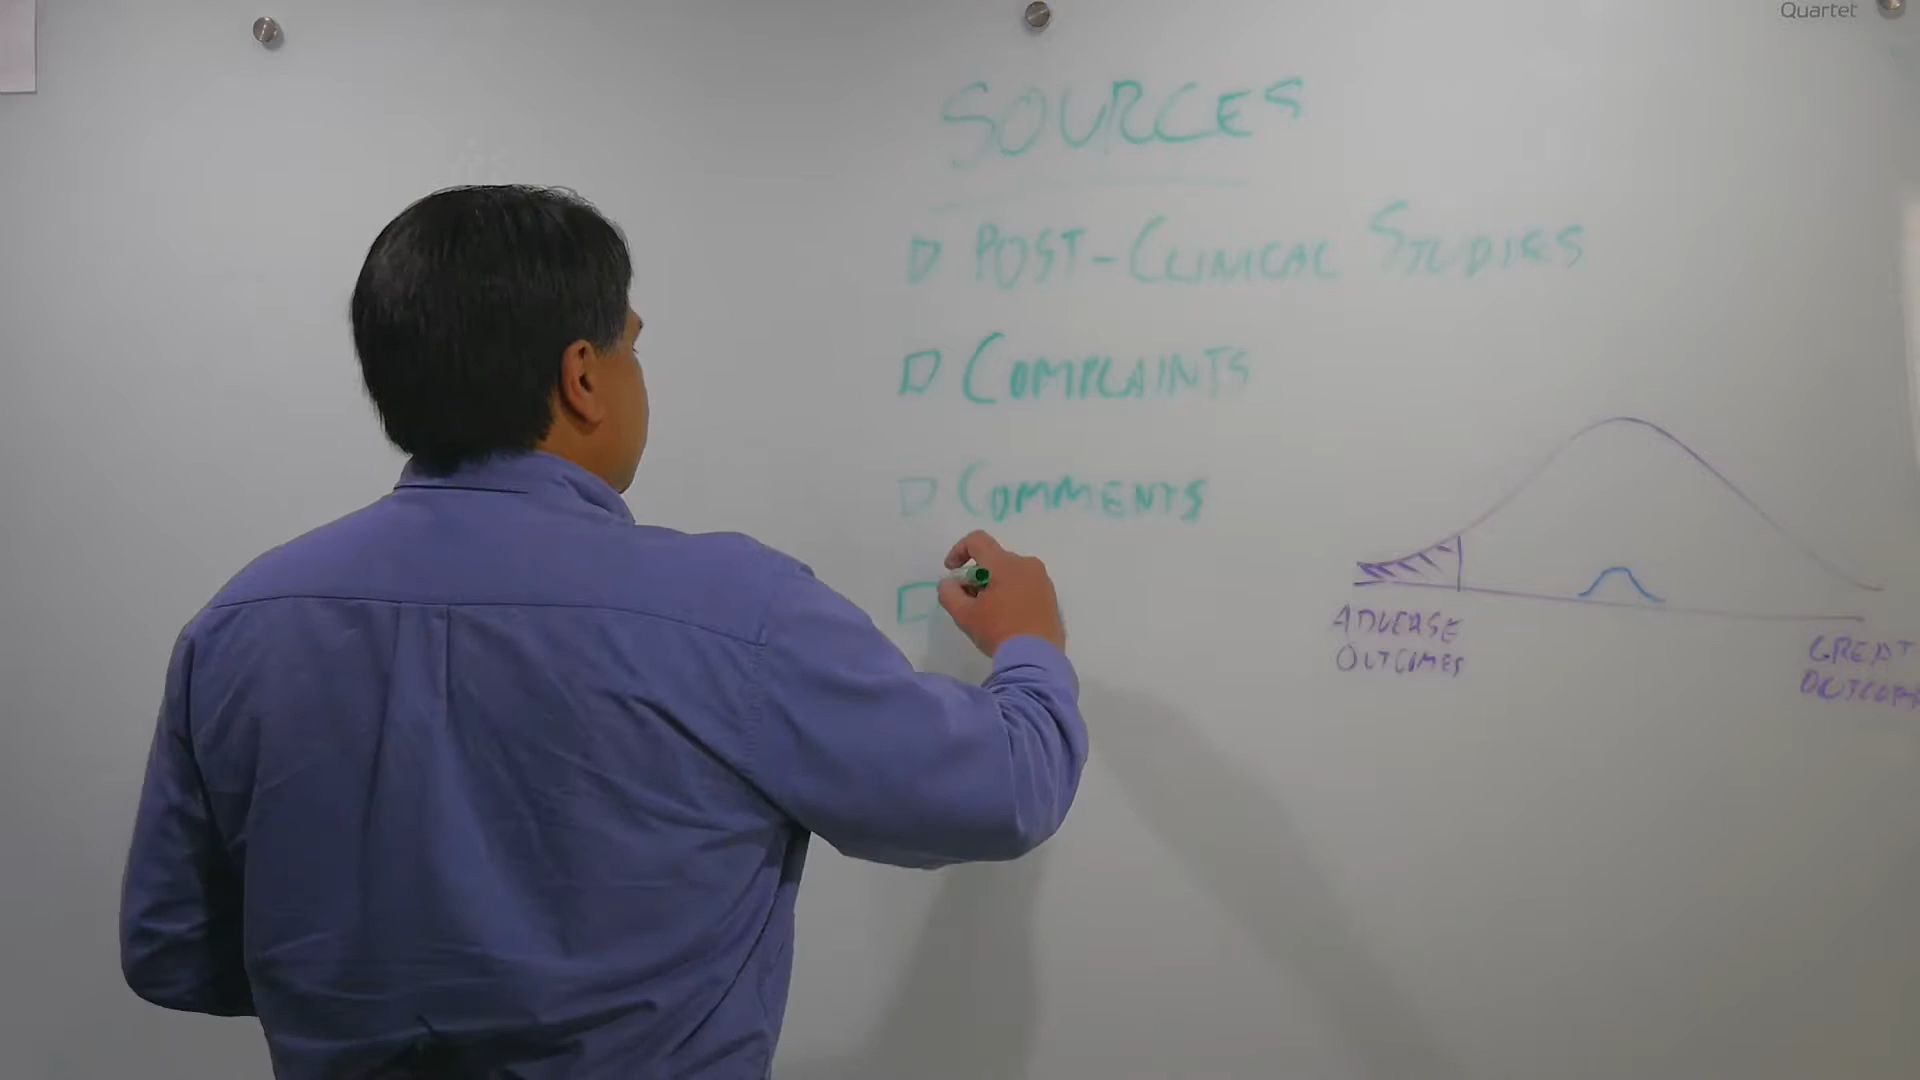 Quartet
SOURCES
POST-CLINICAL STUDIES
COMPLAINTS
COMMENTS
ADVERSE
OUTCOMES
GREAT